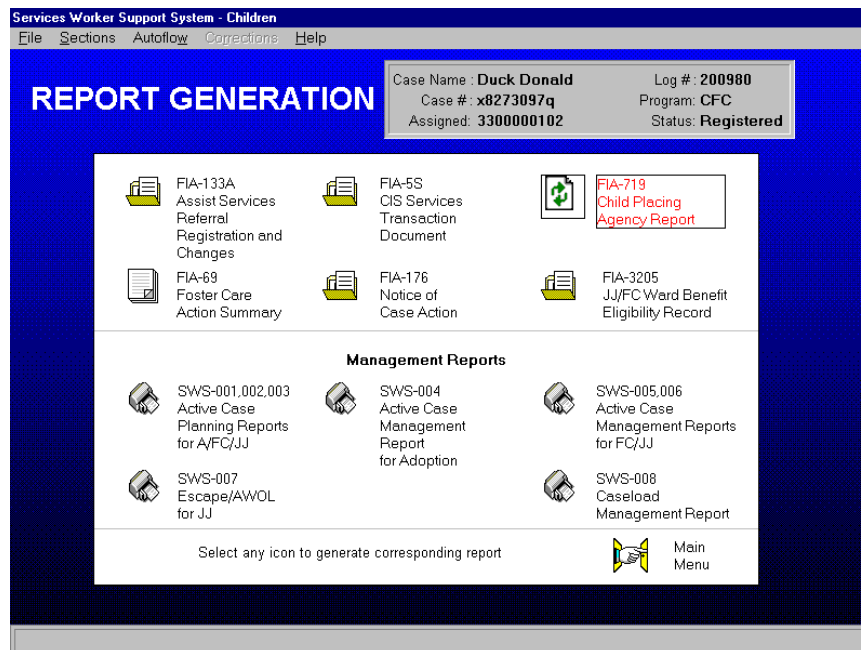 Services Worker Support System - Children
File Sections Autoflow Corrections Help
REPORT GENERATION
Case Name : Duck Donald
Log # : 200980
Case # : x8273097q
Program: CFC
Assigned: 3300000102
Status: Registered
FIA-133A
Assist Services
Referral
Registration and
Changes
FIA-5S
CIS Services
Transaction
Document
FIA-719
Child Placing
Agency Report
FIA-69
Foster Care
Action Summary
FIA-176
Notice of
Case Action
FIA-3205
JJ/FC Ward Benefit
Eligibility Record
Management Reports
SWS-001,002,003
Active Case
Planning Reports
for A/FC/JJ
SWS-004
Active Case
Management
Report
for Adoption
SWS-005,006
Active Case
Management Reports
for FC/JJ
SWS-007
Escape/AWOL
for JJ
SWS-008
Caseload
Management Report
Select any icon to generate corresponding report
Main
Menu